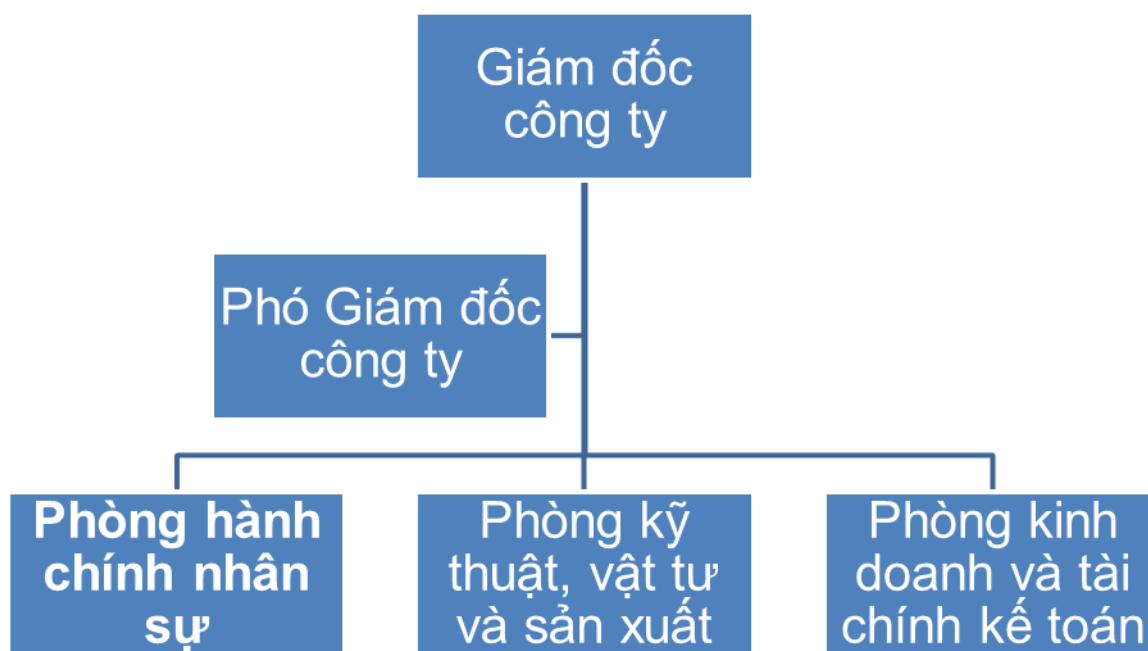 Giám đốc
công ty
Phó Giám đốc
công ty
Phòng hành
chính nhân
sự
Phòng kỹ
thuật, vật tư
và sản xuất
Phòng kinh
doanh và tài
chính kế toán